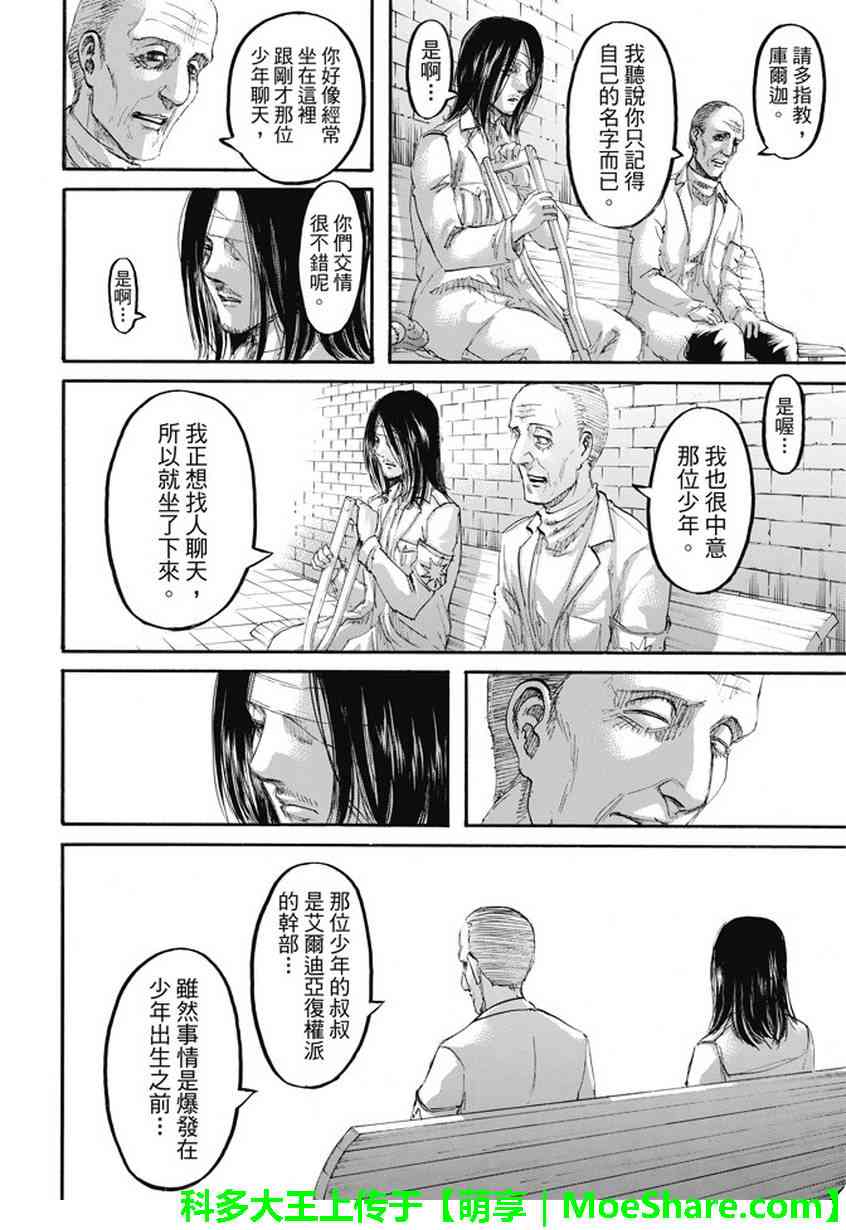 請多指教，
庫爾迦。
我聽說你只記得
自己的名字而已。
是啊…
你好像經常
坐在這裡
跟剛才那位
少年聊天，
你們交情
很不錯呢。
是啊…
是喔…
我也很中意
那位少年。
我正想找人聊天，
所以就坐了下來。
那位少年的叔叔
是艾爾迪亞復權派
的幹部…
雖然事情是爆發在
少年出生之前…
科多大王上传于【萌享｜MoeShare.com】